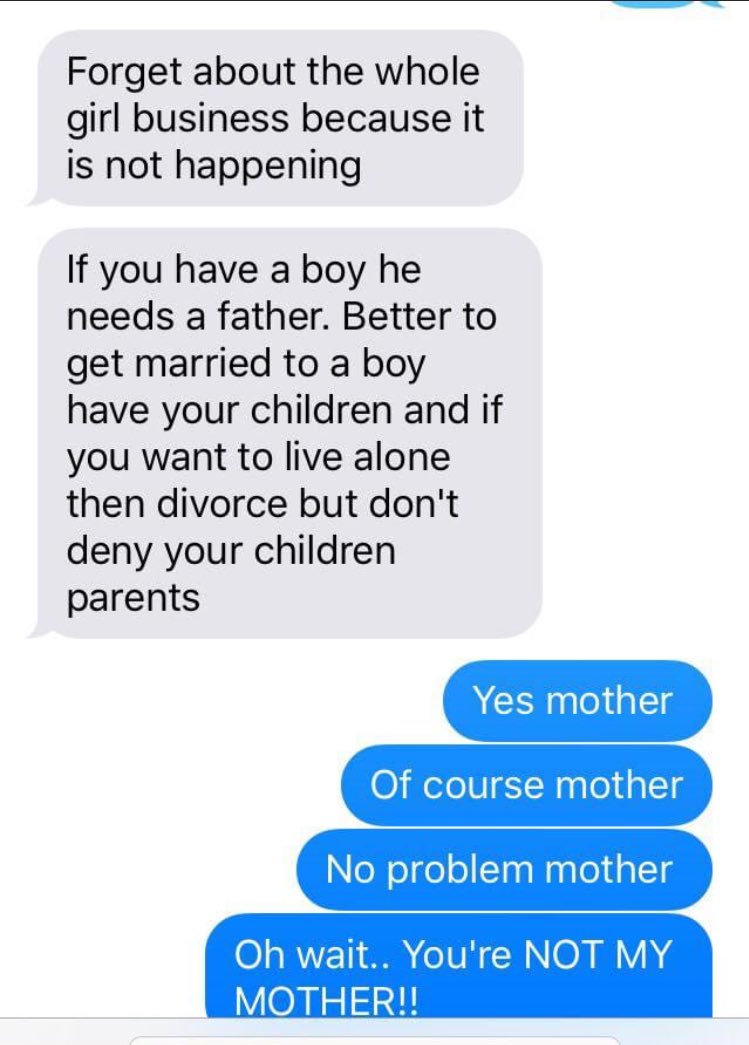 Forget about the whole
girl business because it
is not happening
If you have a boy he
needs a father. Better to
get married to a boy
have your children and if
you want to live alone
then divorce but don't
deny your children
parents
Yes mother
Of course mother
No problem mother
Oh wait.. You're NOT MY
MOTHER!!